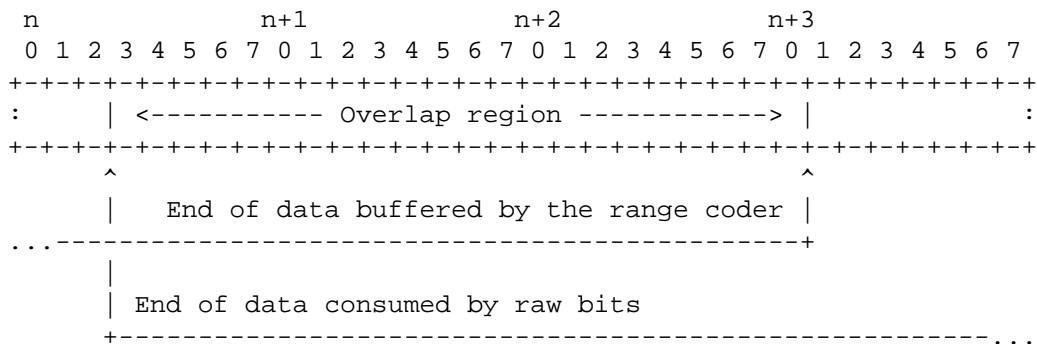 n               n+1             n+2             n+3
 0 1 2 3 4 5 6 7 0 1 2 3 4 5 6 7 0 1 2 3 4 5 6 7 0 1 2 3 4 5 6 7
+-+-+-+-+-+-+-+-+-+-+-+-+-+-+-+-+-+-+-+-+-+-+-+-+-+-+-+-+-+-+-+-+
:     | <----------- Overlap region ------------> |             :
+-+-+-+-+-+-+-+-+-+-+-+-+-+-+-+-+-+-+-+-+-+-+-+-+-+-+-+-+-+-+-+-+
      ^                                           ^
      |   End of data buffered by the range coder |
...-----------------------------------------------+
      |
      | End of data consumed by raw bits
      +-------------------------------------------------------...